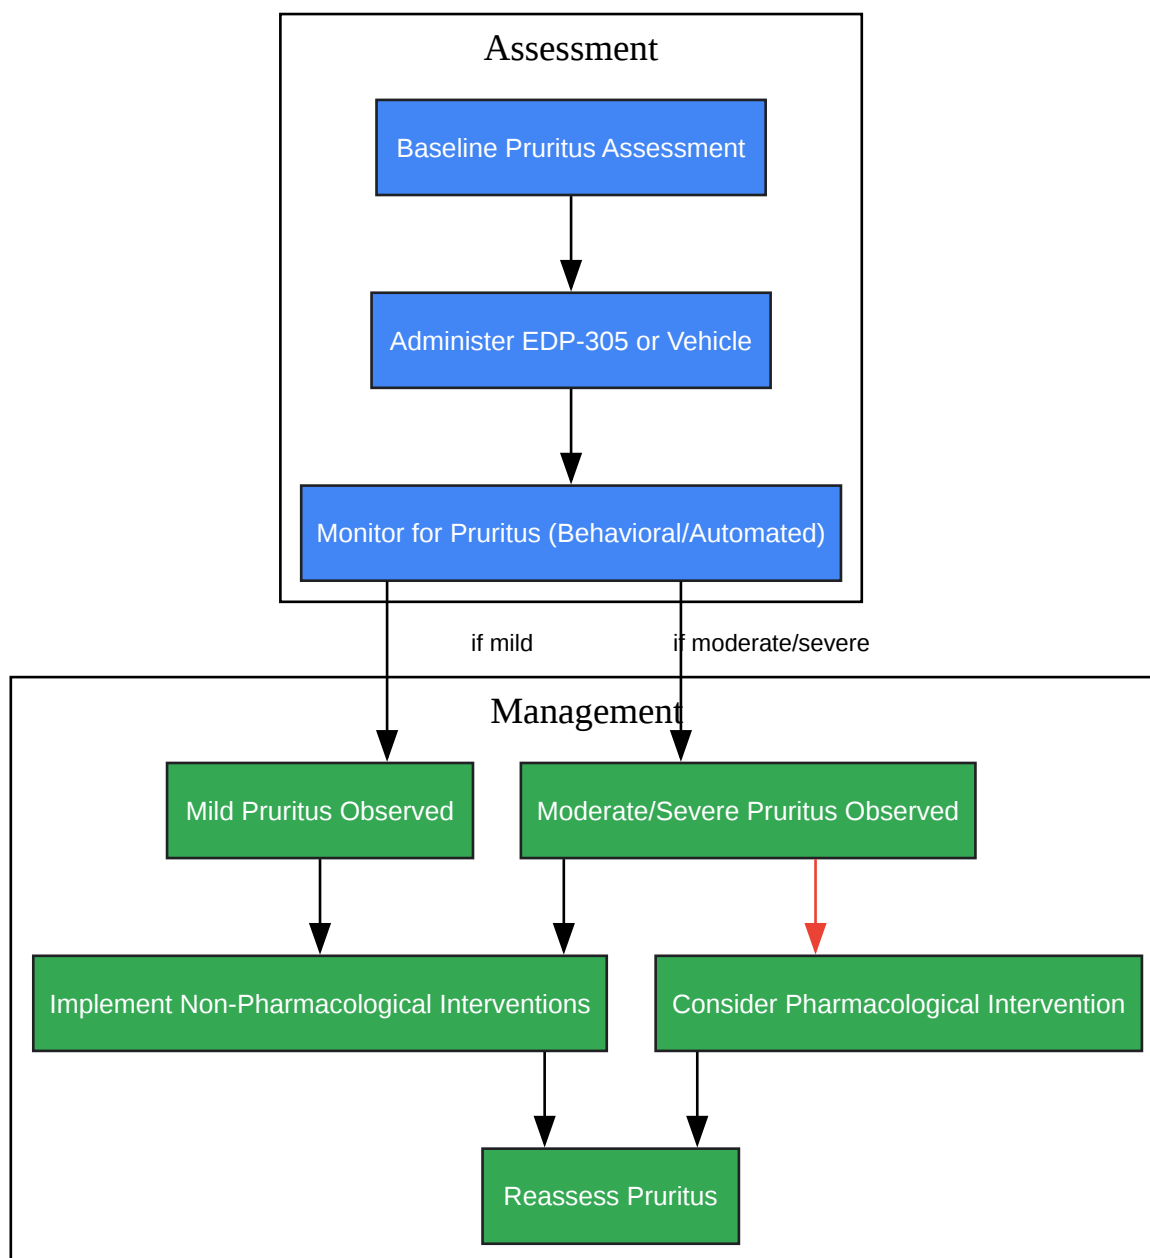 Assessment
Baseline Pruritus Assessment
Administer EDP-305 or Vehicle
Monitor for Pruritus (Behavioral/Automated)
if mild
if moderate/severe
Management
Mild Pruritus Observed
Moderate/Severe Pruritus Observed
Implement Non-Pharmacological Interventions
Consider Pharmacological Intervention
Reassess Pruritus